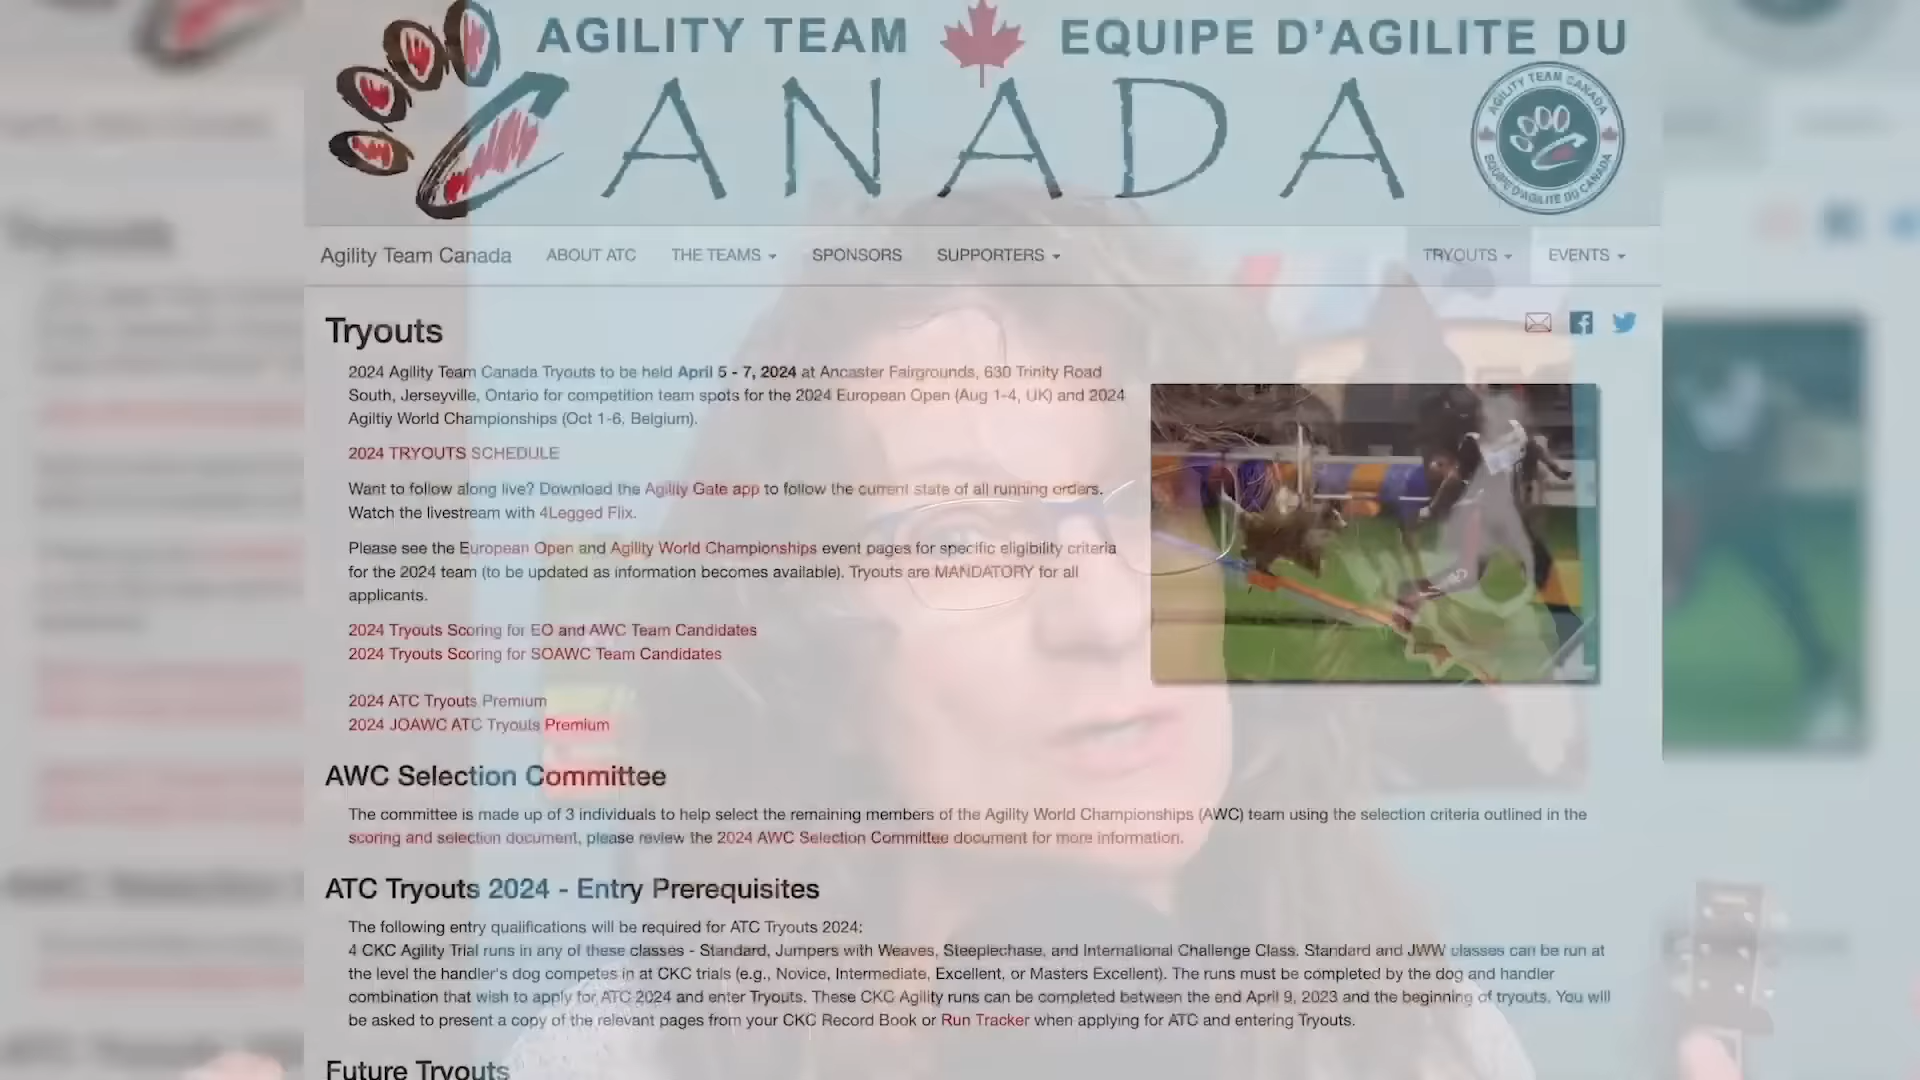 AGILITY TEAM EQUIPE D'AGILITE DU
CANADA
AGILITY TEAM CANADA
EQUIPE D'AGILITE DU CANADA
Agility Team Canada ABOUT ATC THE TEAMS SPONSORS SUPPORTERS TRYOUTS EVENTS
Tryouts
2024 Agility Team Canada Tryouts to be held April 5 - 7, 2024 at Ancaster Fairgrounds, 630 Trinity Road
South, Jerseyville, Ontario for competition team spots for the 2024 European Open (Aug 1-4, UK) and 2024
Agiltiy World Championships (Oct 1-6, Belgium).
2024 TRYOUTS SCHEDULE
Want to follow along live? Download the Agility Gate app to follow the current state of all running orders.
Watch the livestream with 4Legged Flix.
Please see the European Open and Agility World Championships event pages for specific eligibility criteria
for the 2024 team (to be updated as information becomes available). Tryouts are MANDATORY for all
applicants.
2024 Tryouts Scoring for EO and AWC Team Candidates
2024 Tryouts Scoring for SOAWC Team Candidates
2024 ATC Tryouts Premium
2024 JOAWC ATC Tryouts Premium
AWC Selection Committee
The committee is made up of 3 individuals to help select the remaining members of the Agility World Championships (AWC) team using the selection criteria outlined in the
scoring and selection document, please review the 2024 AWC Selection Committee document for more information.
ATC Tryouts 2024 - Entry Prerequisites
The following entry qualifications will be required for ATC Tryouts 2024:
4 CKC Agility Trial runs in any of these classes - Standard, Jumpers with Weaves, Steeplechase, and International Challenge Class. Standard and JWW classes can be run at
the level the handler's dog competes in at CKC trials (e.g., Novice, Intermediate, Excellent, or Masters Excellent). The runs must be completed by the dog and handler
combination that wish to apply for ATC 2024 and enter Tryouts. These CKC Agility runs can be completed between the end April 9, 2023 and the beginning of tryouts. You will
be asked to present a copy of the relevant pages from your CKC Record Book or Run Tracker when applying for ATC and entering Tryouts.
Future Tryouts